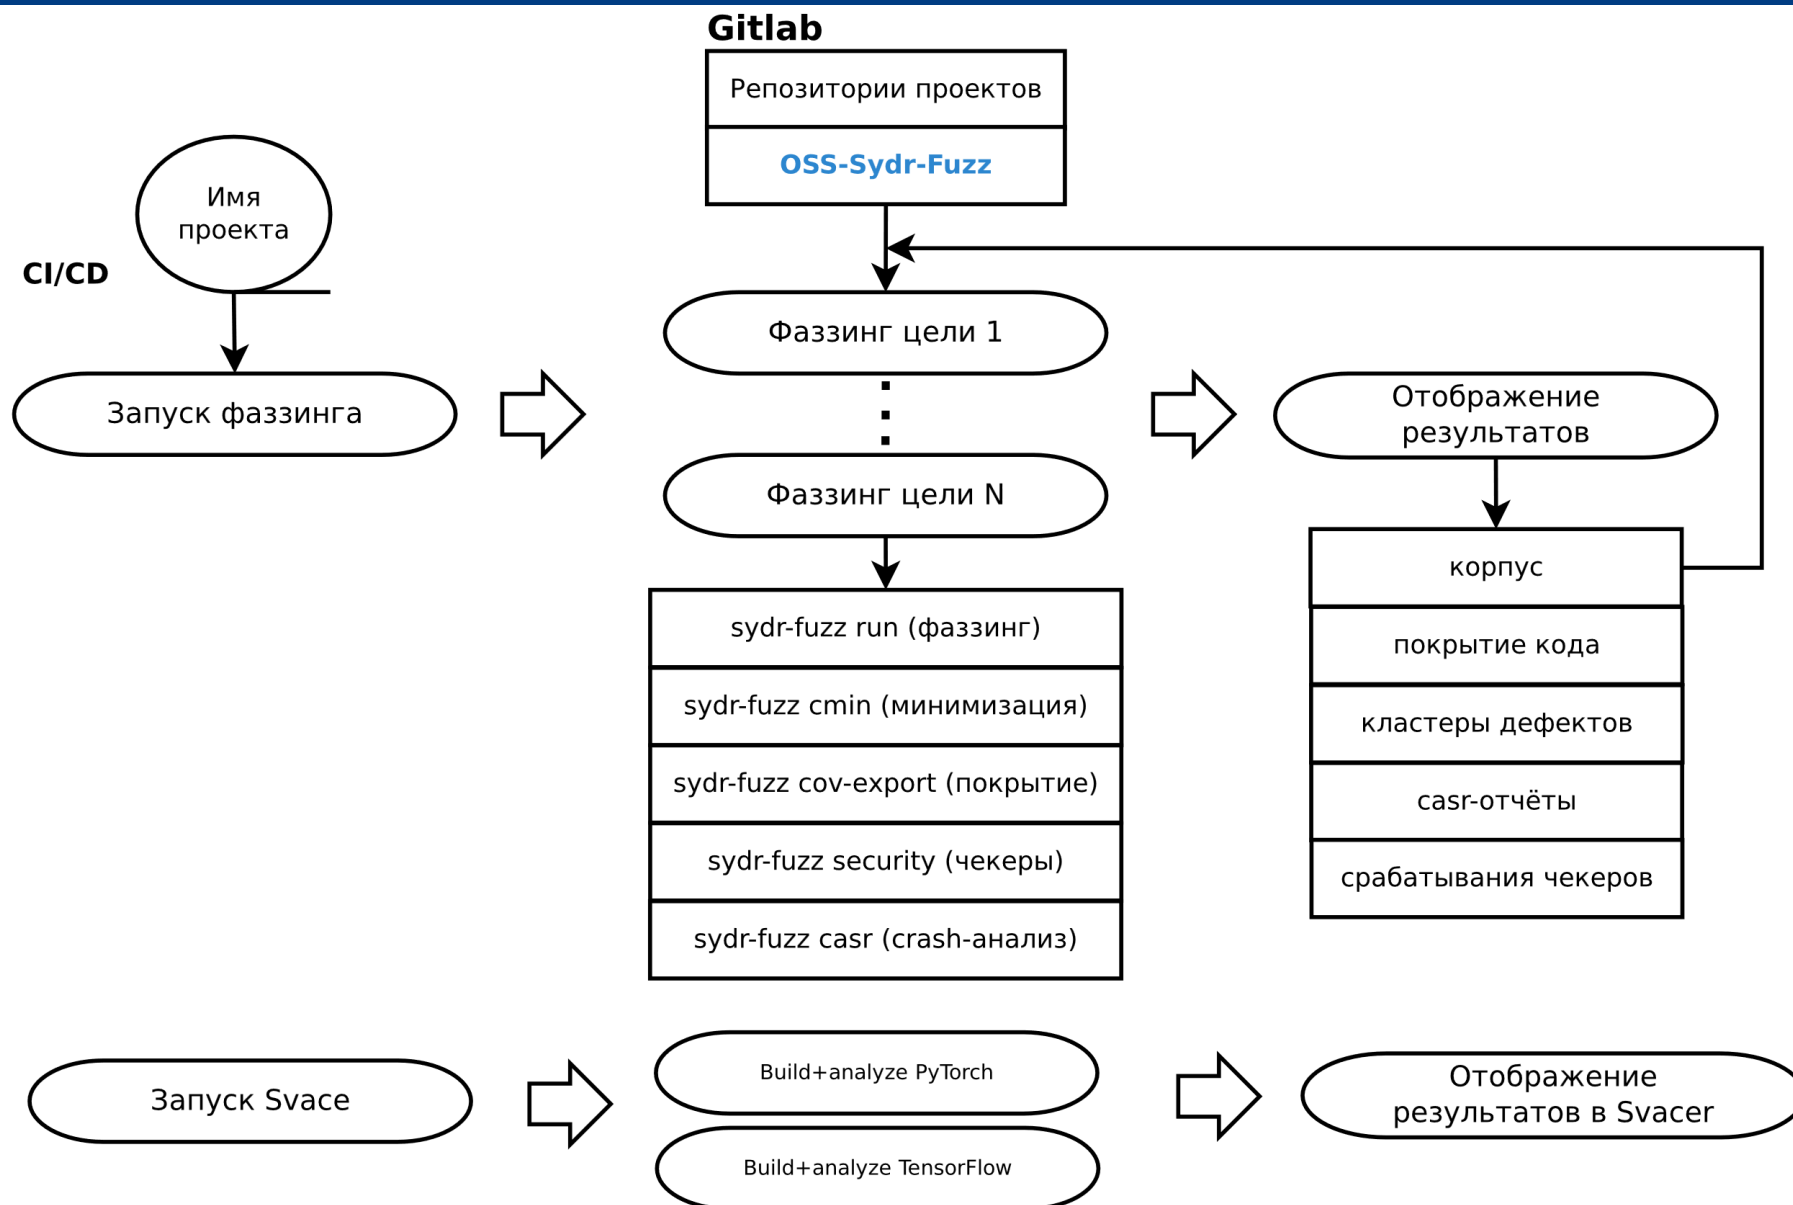 Gitlab
Репозитории проектов
OSS-Sydr-Fuzz
Имя
проекта
CI/CD
Запуск фаззинга
Фаззинг цели 1
Фаззинг цели N
sydr-fuzz run (фаззинг)
sydr-fuzz cmin (минимизация)
sydr-fuzz cov-export (покрытие)
sydr-fuzz security (чекеры)
sydr-fuzz casr (crash-анализ)
Отображение
результатов
корпус
покрытие кода
кластеры дефектов
casr-отчёты
срабатывания чекеров
Запуск Svace
Build+analyze PyTorch
Build+analyze TensorFlow
Отображение
результатов в Svacer